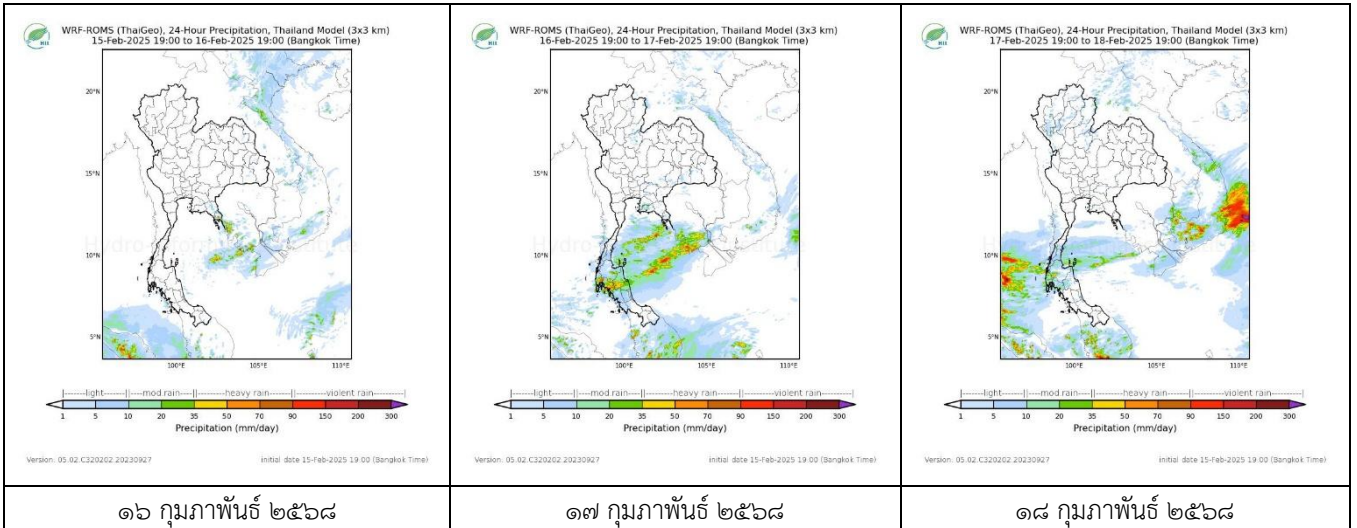 WRF-ROMS (ThaiGeo), 24-Hour Precipitation, Thailand Model (3x3 km)
15-Feb-2025 19:00 to 16-Feb-2025 19:00 (Bangkok Time)
HII
20°N
15°N
10°N
5°N
100°E
105°E
110°E
light
mod rain
heavy rain
violent rain
1 5 10 20 35 50 70 90 150 200 300
Precipitation (mm/day)
Version: 05.02.C320202.20230927
initial date 15-Feb-2025 19:00 (Bangkok Time)
๑๖ กุมภาพันธ์ ๒๕๖๘
WRF-ROMS (ThaiGeo), 24-Hour Precipitation, Thailand Model (3x3 km)
16-Feb-2025 19:00 to 17-Feb-2025 19:00 (Bangkok Time)
HII
20°N
15°N
10°N
5°N
100°E
105°E
110°E
light
mod rain
heavy rain
violent rain
1 5 10 20 35 50 70 90 150 200 300
Precipitation (mm/day)
Version: 05.02.C320202.20230927
initial date 15-Feb-2025 19:00 (Bangkok Time)
๑๗ กุมภาพันธ์ ๒๕๖๘
WRF-ROMS (ThaiGeo), 24-Hour Precipitation, Thailand Model (3x3 km)
17-Feb-2025 19:00 to 18-Feb-2025 19:00 (Bangkok Time)
HII
20°N
15°N
10°N
5°N
100°E
105°E
110°E
light
mod rain
heavy rain
violent rain
1 5 10 20 35 50 70 90 150 200 300
Precipitation (mm/day)
Version: 05.02.C320202.20230927
initial date 15-Feb-2025 19:00 (Bangkok Time)
๑๘ กุมภาพันธ์ ๒๕๖๘